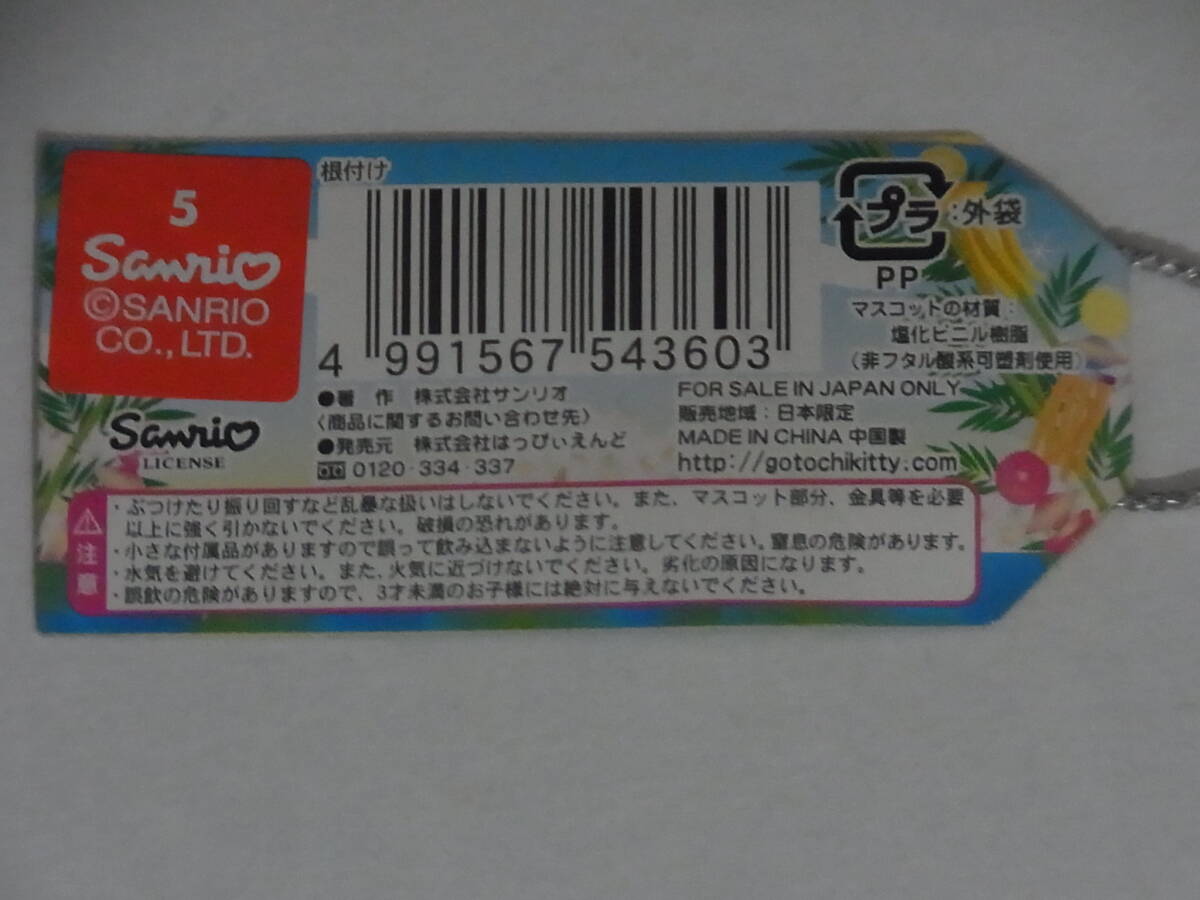 5
Sanrio
©SANRIO
CO., LTD.
Sanrio
LICENSE
根付け
4 991567 543603
●著　作　株式会社サンリオ
〈商品に関するお問い合わせ先〉
●発売元　株式会社はっぴぃえんど
0120-334-337
プラ :外袋
PP
マスコットの材質：
塩化ビニル樹脂
（非フタル酸系可塑剤使用）
FOR SALE IN JAPAN ONLY
販売地域：日本限定
MADE IN CHINA 中国製
http://gotochikitty.com
注意
・ぶつけたり振り回すなど乱暴な扱いはしないでください。また、マスコット部分、金具等を必要
以上に強く引かないでください。破損の恐れがあります。
・小さな付属品がありますので誤って飲み込まないように注意してください。窒息の危険があります。
・水気を避けてください。また、火気に近づけないでください。劣化の原因になります。
・誤飲の危険がありますので、3才未満のお子様には絶対に与えないでください。